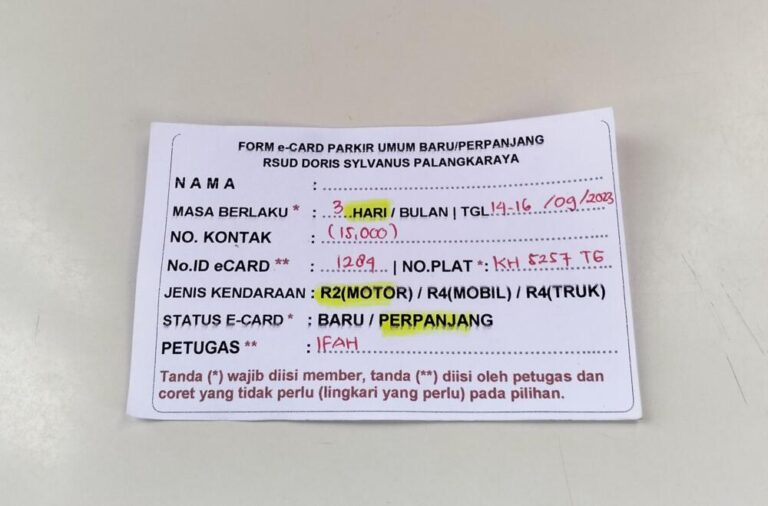 FORM e-CARD PARKIR UMUM BARU/PERPANJANG
RSUD DORIS SYLVANUS PALANGKARAYA
NAMA :
MASA BERLAKU * : 3 HARI / BULAN | TGL 14-16 /09/2023
NO. KONTAK : (15,000)
No.ID eCARD ** : 1289 | NO.PLAT *: KH 5257 TG
JENIS KENDARAAN : R2(MOTOR) / R4(MOBIL) / R4(TRUK)
STATUS E-CARD * : BARU / PERPANJANG
PETUGAS ** : IFAH
Tanda (*) wajib diisi member, tanda (**) diisi oleh petugas dan
coret yang tidak perlu (lingkari yang perlu) pada pilihan.